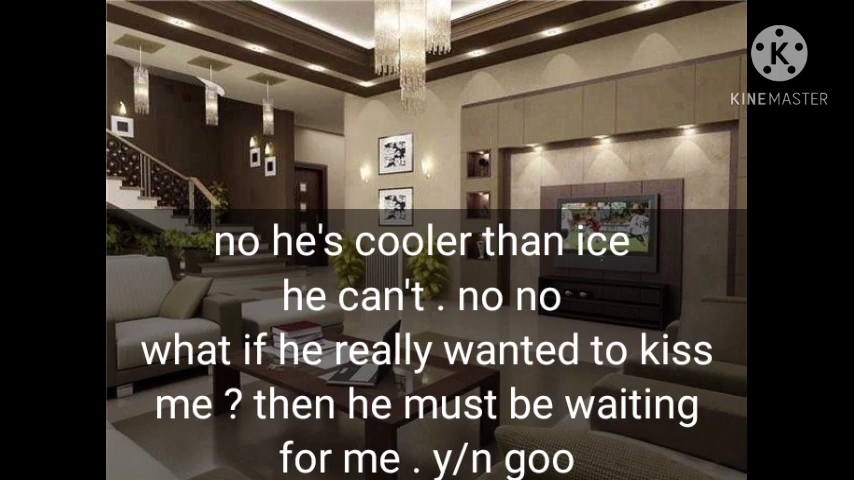 KINEMASTER
no he's cooler than ice
he can't . no no
what if he really wanted to kiss
me ? then he must be waiting
for me . y/n goo